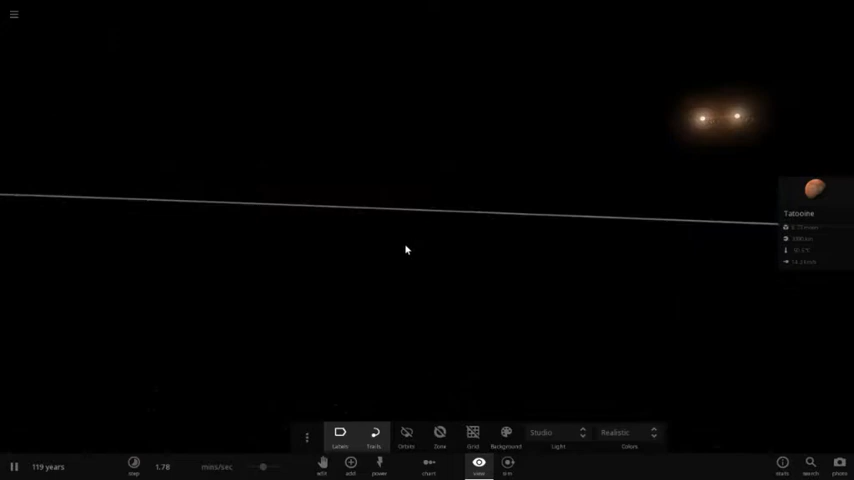 Tatooine
Studio
Realistic
Labels Trails Orbits Zone Grid Background Light Colors
119 years 1.78 mins/sec
step edit add power chart view sim stats search photo